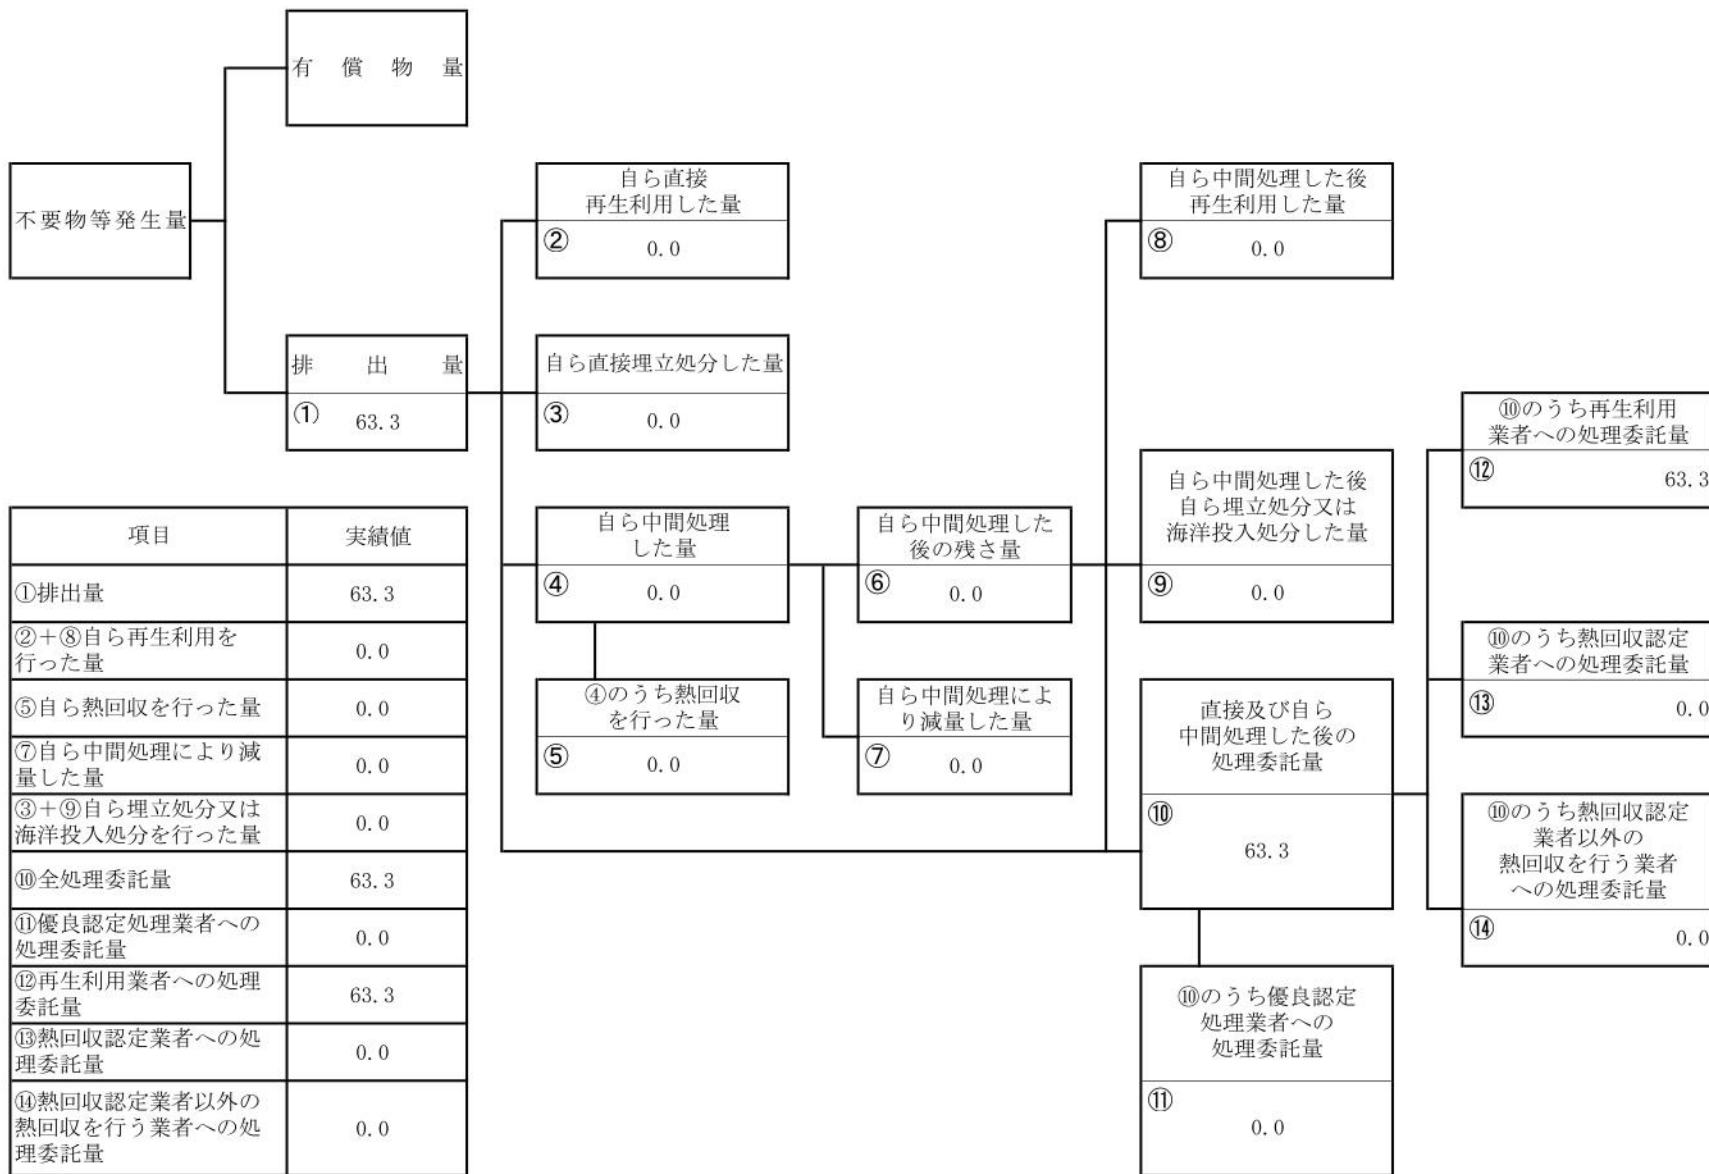 有償物量
不要物等発生量
排出量
① 63.3
自ら直接
再生利用した量
② 0.0
自ら直接埋立処分した量
③ 0.0
自ら中間処理
した量
④ 0.0
④のうち熱回収
を行った量
⑤ 0.0
自ら中間処理した
後の残さ量
⑥ 0.0
自ら中間処理によ
り減量した量
⑦ 0.0
自ら中間処理した後
再生利用した量
⑧ 0.0
自ら中間処理した後
自ら埋立処分又は
海洋投入処分した量
⑨ 0.0
直接及び自ら
中間処理した後の
処理委託量
⑩
63.3
⑩のうち優良認定
処理業者への
処理委託量
⑪
0.0
⑩のうち再生利用
業者への処理委託量
⑫ 63.3
⑩のうち熱回収認定
業者への処理委託量
⑬ 0.0
⑩のうち熱回収認定
業者以外の
熱回収を行う業者
への処理委託量
⑭ 0.0
項目 実績値
①排出量 63.3
②+⑧自ら再生利用を
行った量 0.0
⑤自ら熱回収を行った量 0.0
⑦自ら中間処理により減
量した量 0.0
③+⑨自ら埋立処分又は
海洋投入処分を行った量 0.0
⑩全処理委託量 63.3
⑪優良認定処理業者への
処理委託量 0.0
⑫再生利用業者への処理
委託量 63.3
⑬熱回収認定業者への処
理委託量 0.0
⑭熱回収認定業者以外の
熱回収を行う業者への処
理委託量 0.0